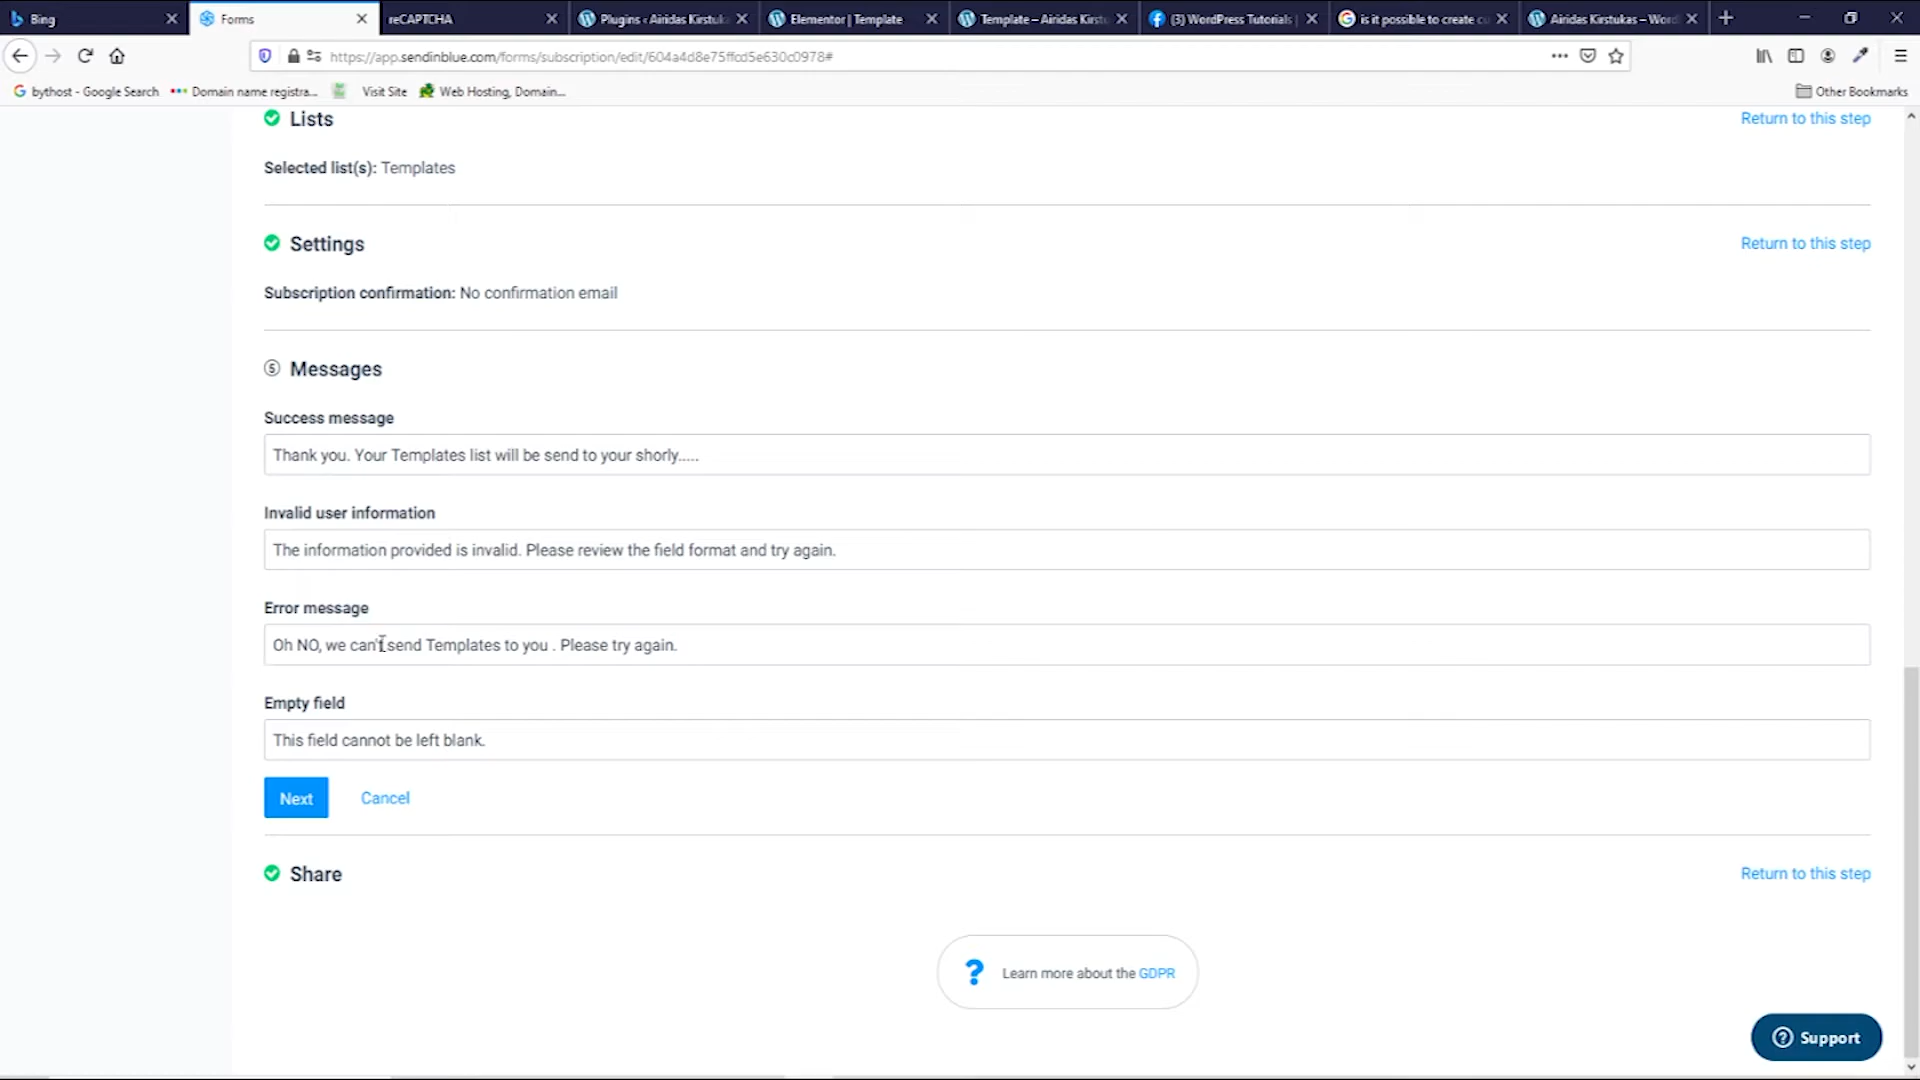 Bing
Forms
reCAPTCHA
Plugins ‹ Airidas Kirstuk
Elementor | Template
Template – Airidas Kirstu
(3) WordPress Tutorials |
is it possible to create cu
Airidas Kirstukas – Word
https://app.sendinblue.com/forms/subscription/edit/604a4d8e75ffcd5e630c0978#
bythost - Google Search
Domain name registra...
Visit Site
Web Hosting, Domain...
Other Bookmarks
Lists
Return to this step
Selected list(s): Templates
Settings
Return to this step
Subscription confirmation: No confirmation email
5 Messages
Success message
Thank you. Your Templates list will be send to your shorly.....
Invalid user information
The information provided is invalid. Please review the field format and try again.
Error message
Oh NO, we can't send Templates to you . Please try again.
Empty field
This field cannot be left blank.
Next
Cancel
Share
Return to this step
? Learn more about the GDPR
? Support